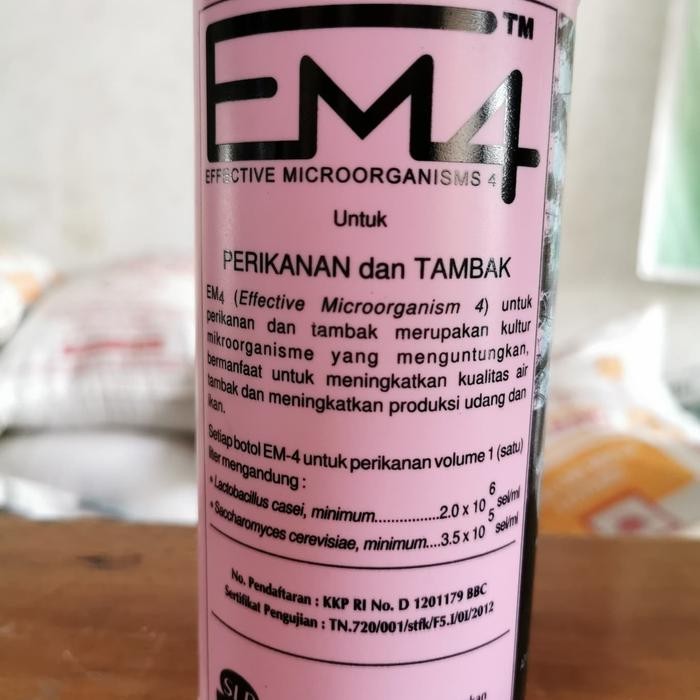 EM4™
EFFECTIVE MICROORGANISMS 4
Untuk
PERIKANAN dan TAMBAK
EM4 (Effective Microorganism 4) untuk
perikanan dan tambak merupakan kultur
mikroorganisme yang menguntungkan,
bermanfaat untuk meningkatkan kualitas air
tambak dan meningkatkan produksi udang dan
ikan.
Setiap botol EM-4 untuk perikanan volume 1 (satu)
liter mengandung :
• Lactobacillus casei, minimum.................2.0 x 10⁶ sel/ml
• Saccharomyces cerevisiae, minimum....3.5 x 10⁵ sel/ml
No. Pendaftaran : KKP RI No. D 1201179 BBC
Sertifikat Pengujian : TN.720/001/stfk/F5.I/0I/2012